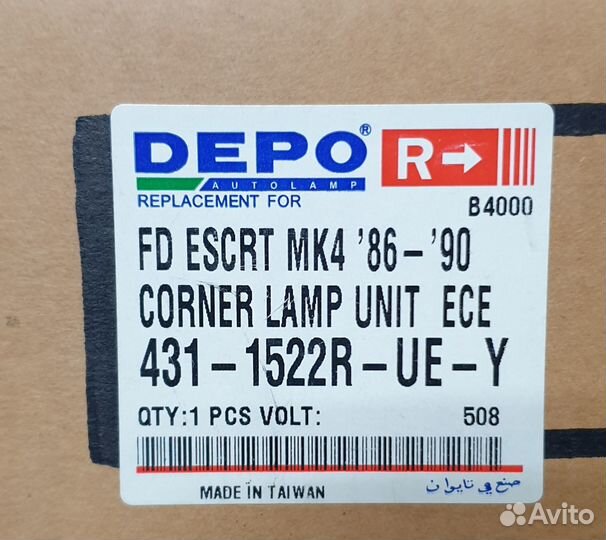 DEPO® R→
AUTOLAMP
REPLACEMENT FOR B4000
FD ESCRT MK4 '86-'90
CORNER LAMP UNIT ECE
431-1522R-UE-Y
QTY:1 PCS VOLT: 508
MADE IN TAIWAN صنع في تايوان
Avito